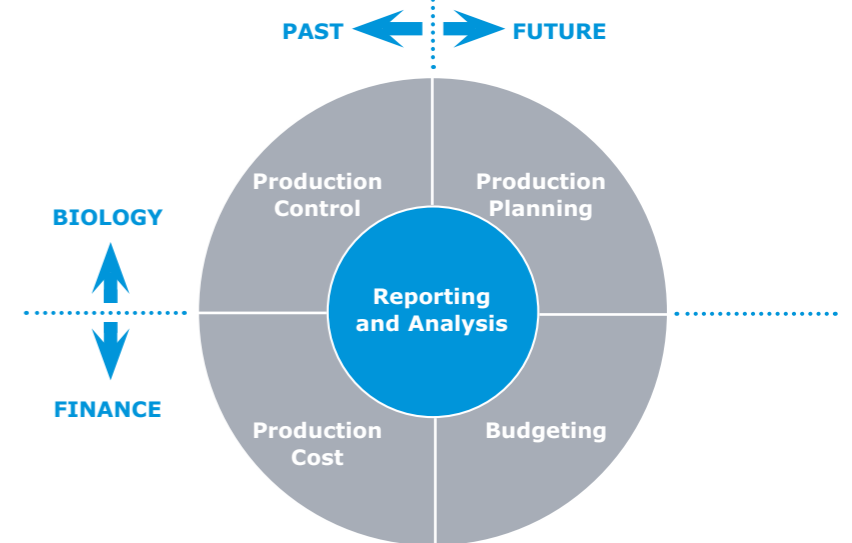 PAST
FUTURE
Production
Control
Production
Planning
BIOLOGY
Reporting
and Analysis
FINANCE
Production
Cost
Budgeting